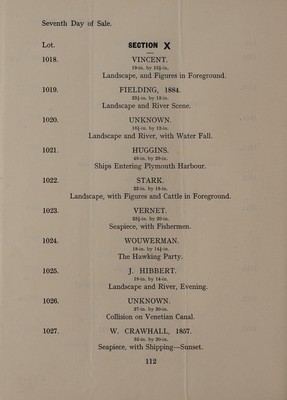 Seventh Day of Sale.
Lot. SECTION X
1018. VINCENT.
19-in. by 15½-in.
Landscape, and Figures in Foreground.
1019. FIELDING, 1884.
23½-in. by 18-in.
Landscape and River Scene.
1020. UNKNOWN.
16½-in. by 12-in.
Landscape and River, with Water Fall.
1021. HUGGINS.
48-in. by 29-in.
Ships Entering Plymouth Harbour.
1022. STARK.
22-in. by 18-in.
Landscape, with Figures and Cattle in Foreground.
1023. VERNET.
33½-in. by 20-in.
Seapiece, with Fishermen.
1024. WOUWERMAN.
18-in. by 14½-in.
The Hawking Party.
1025. J. HIBBERT.
19-in. by 14-in.
Landscape and River, Evening.
1026. UNKNOWN.
27-in. by 20-in.
Collision on Venetian Canal.
1027. W. CRAWHALL, 1857.
35-in. by 20-in.
Seapiece, with Shipping—Sunset.
112